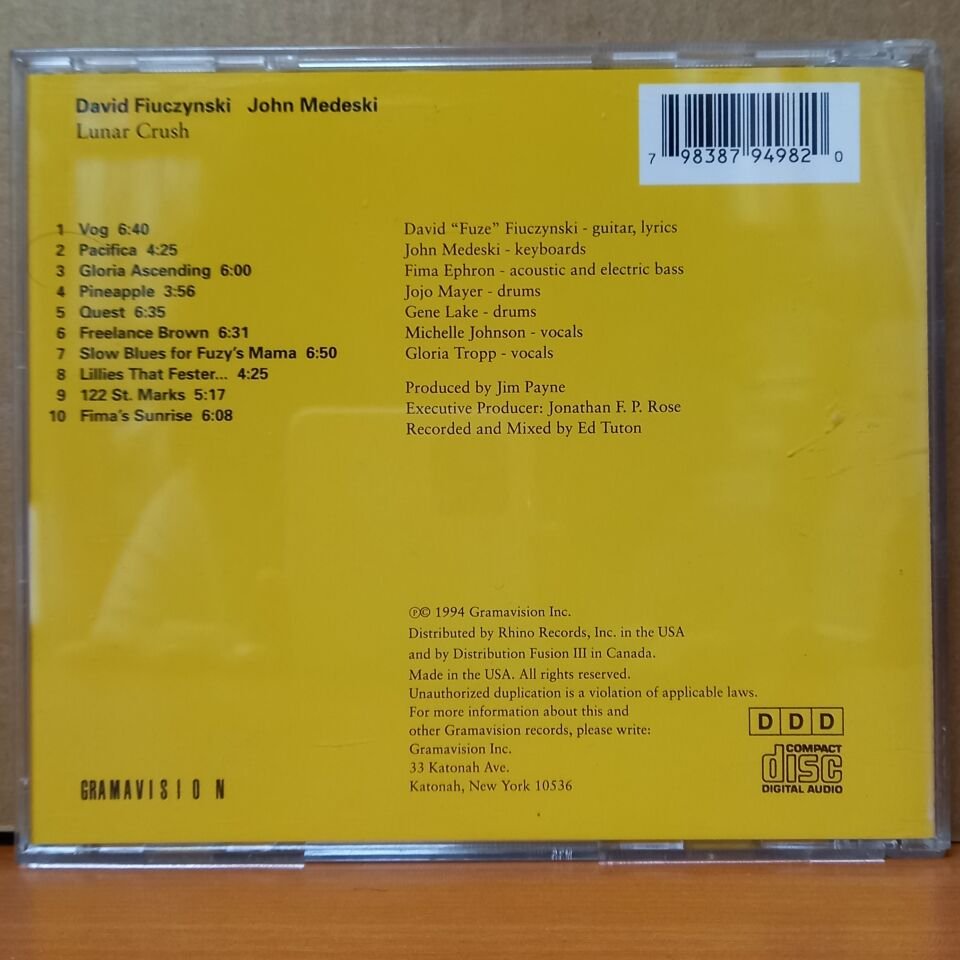 David Fiuczynski John Medeski
Lunar Crush
7 98387 94982 0
1 Vog 6:40
2 Pacifica 4:25
3 Gloria Ascending 6:00
4 Pineapple 3:56
5 Quest 6:35
6 Freelance Brown 6:31
7 Slow Blues for Fuzy's Mama 6:50
8 Lillies That Fester... 4:25
9 122 St. Marks 5:17
10 Fima's Sunrise 6:08
David “Fuze” Fiuczynski - guitar, lyrics
John Medeski - keyboards
Fima Ephron - acoustic and electric bass
Jojo Mayer - drums
Gene Lake - drums
Michelle Johnson - vocals
Gloria Tropp - vocals
Produced by Jim Payne
Executive Producer: Jonathan F. P. Rose
Recorded and Mixed by Ed Tuton
℗© 1994 Gramavision Inc.
Distributed by Rhino Records, Inc. in the USA
and by Distribution Fusion III in Canada.
Made in the USA. All rights reserved.
Unauthorized duplication is a violation of applicable laws.
For more information about this and
other Gramavision records, please write:
Gramavision Inc.
33 Katonah Ave.
Katonah, New York 10536
GRAMAVISION
DDD
COMPACT
disc
DIGITAL AUDIO